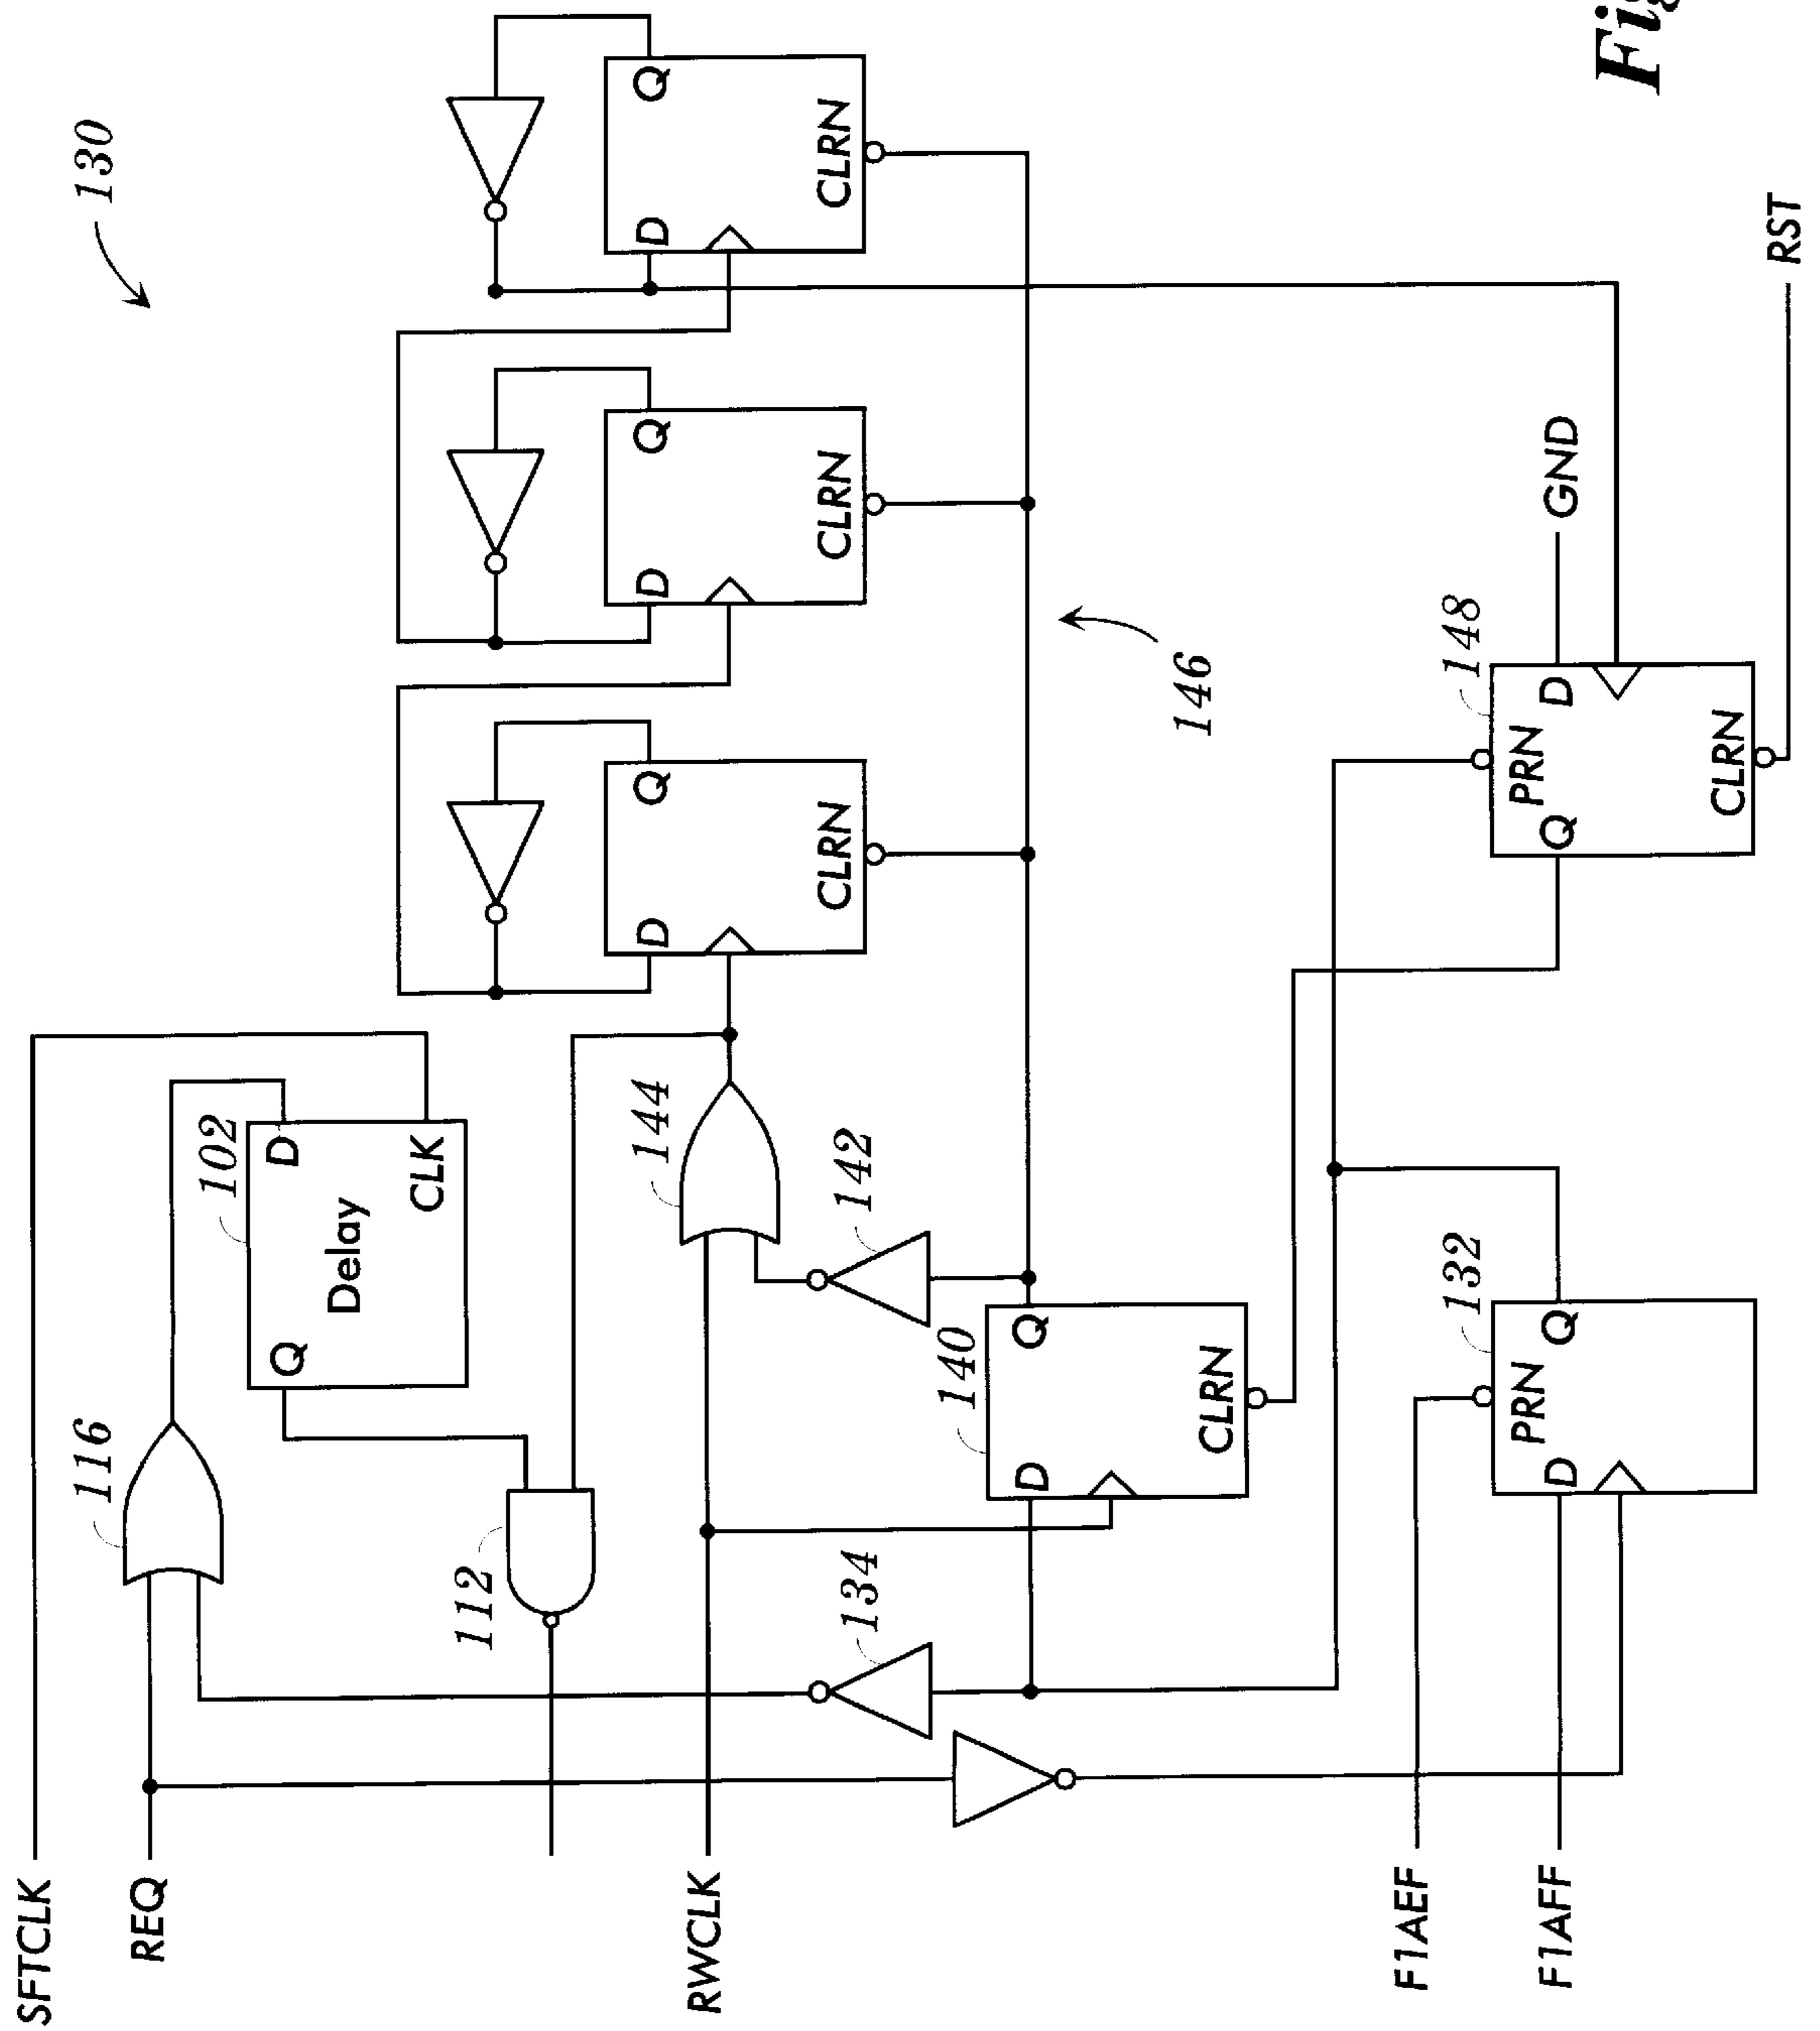 130
SFTCLK
REQ
116
102
D
Q
Delay
CLK
112
144
142
134
RWCLK
D
Q
CLRN
D
Q
CLRN
D
Q
CLRN
146
140
D
Q
CLRN
F1AEF
F1AFF
132
PRN
D
Q
148
PRN
Q
D
CLRN
GND
RST